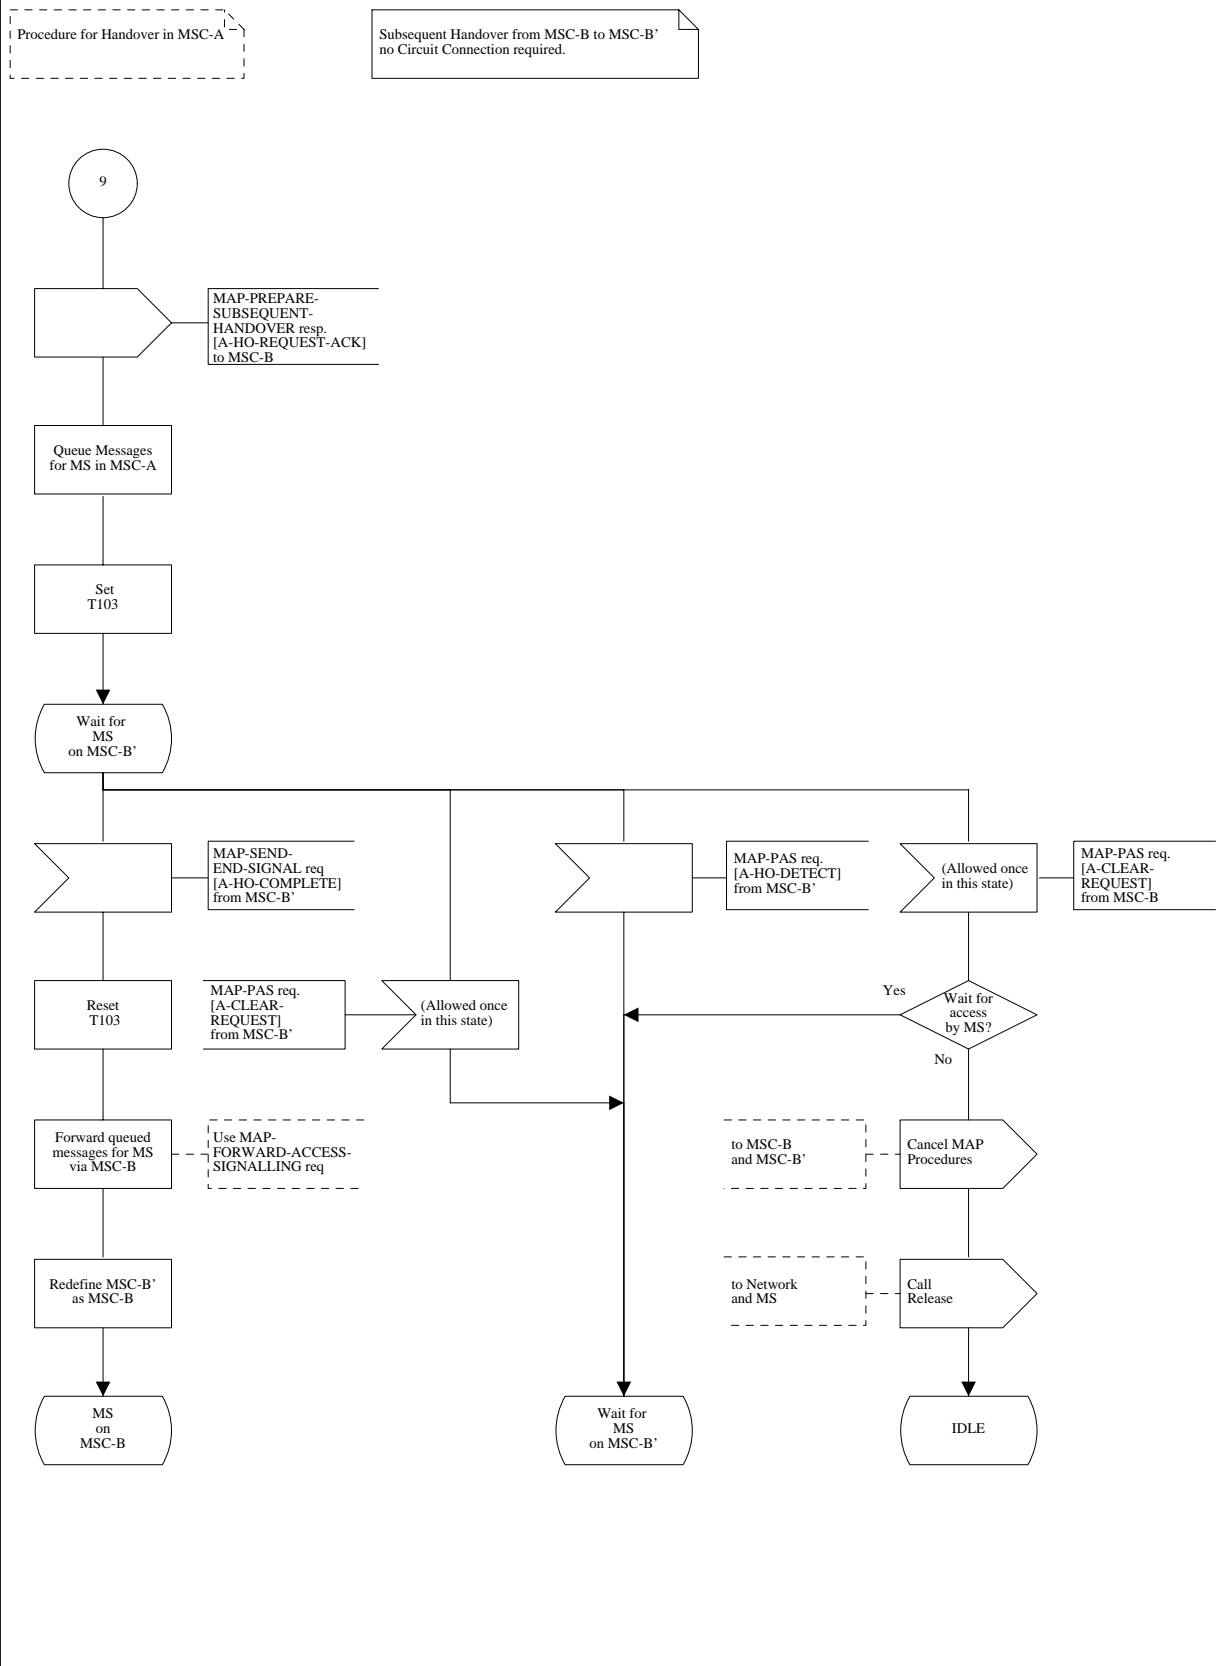 Procedure for Handover in MSC-A
Subsequent Handover from MSC-B to MSC-B’
no Circuit Connection required.
9
MAP-PREPARE-
SUBSEQUENT-
HANDOVER resp.
[A-HO-REQUEST-ACK]
to MSC-B
Queue Messages
for MS in MSC-A
Set
T103
Wait for
MS
on MSC-B’
MAP-SEND-
END-SIGNAL req
[A-HO-COMPLETE]
from MSC-B’
MAP-PAS req.
[A-HO-DETECT]
from MSC-B’
(Allowed once
in this state)
MAP-PAS req.
[A-CLEAR-
REQUEST]
from MSC-B
Reset
T103
MAP-PAS req.
[A-CLEAR-
REQUEST]
from MSC-B’
(Allowed once
in this state)
Yes
Wait for
access
by MS?
No
Forward queued
messages for MS
via MSC-B
Use MAP-
FORWARD-ACCESS-
SIGNALLING req
to MSC-B
and MSC-B’
Cancel MAP
Procedures
Redefine MSC-B’
as MSC-B
to Network
and MS
Call
Release
MS
on
MSC-B
Wait for
MS
on MSC-B’
IDLE